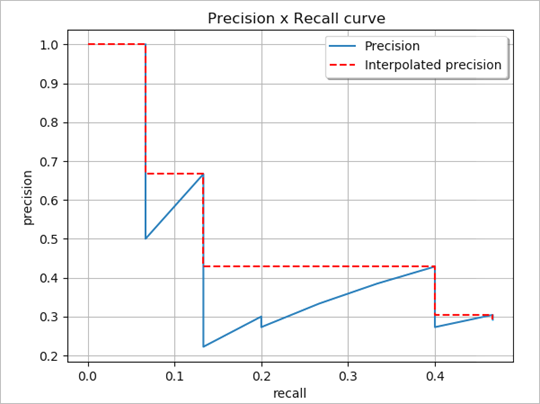 Precision x Recall curve
Precision
Interpolated precision
precision
1.0
0.9
0.8
0.7
0.6
0.5
0.4
0.3
0.2
0.0
0.1
0.2
0.3
0.4
recall